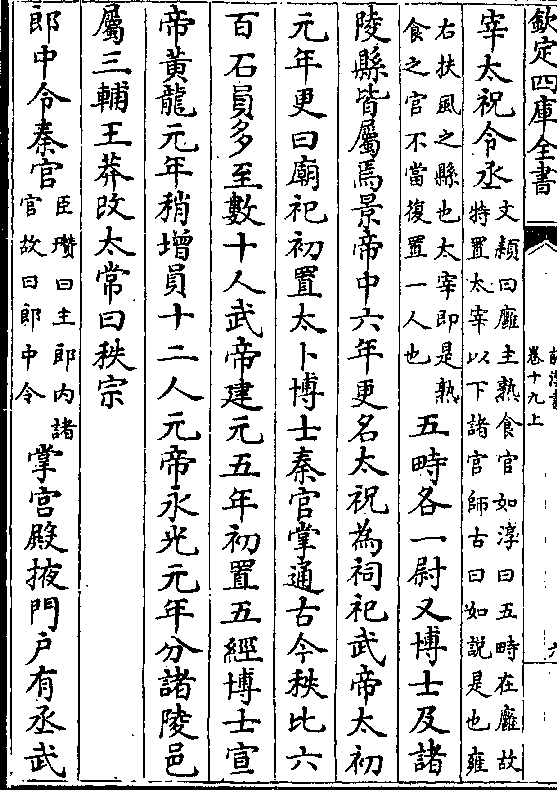 欽定四庫全書
卷十九上
宰太祝令丞文穎曰廱主熟食官如淳曰五畤在廱故
特置太宰以下諸官師古曰如說是也雍
右扶風之縣也太宰即是熟
食之官不當復置一人也五畤各一尉又博士及諸
陵縣皆屬焉景帝中六年更名太祝為祠祀武帝太初
元年更曰廟祀初置太卜博士秦官掌通古今秩比六
百石員多至數十人武帝建元五年初置五經博士宣
帝黃龍元年稍增員十二人元帝永光元年分諸陵邑
屬三輔王莽改太常曰秩宗
郎中令秦官臣瓚曰主郎內諸
官故曰郎中令掌宫殿掖門户有丞武